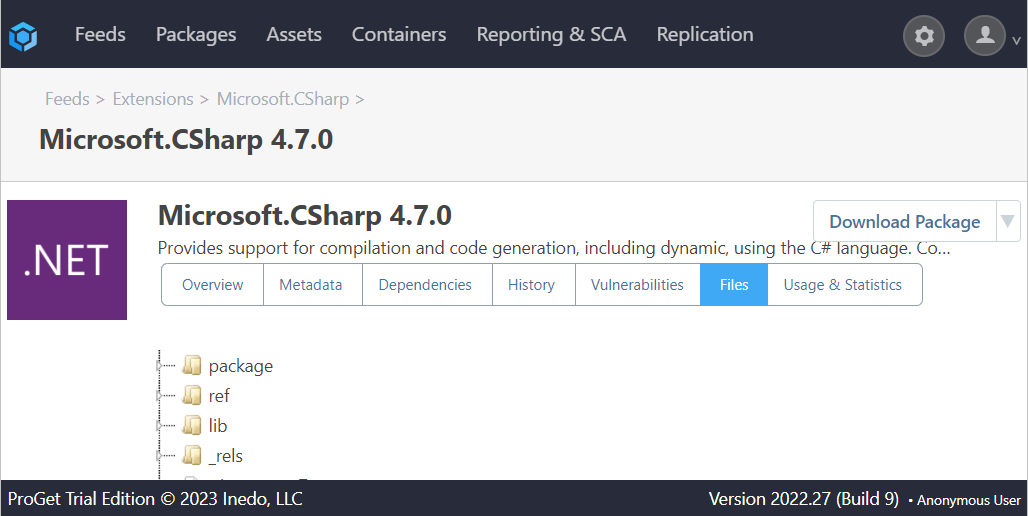 Feeds Packages Assets Containers Reporting & SCA Replication
Feeds > Extensions > Microsoft.CSharp >
Microsoft.CSharp 4.7.0
.NET
Microsoft.CSharp 4.7.0
Download Package
Provides support for compilation and code generation, including dynamic, using the C# language. Co...
Overview Metadata Dependencies History Vulnerabilities Files Usage & Statistics
package
ref
lib
_rels
ProGet Trial Edition © 2023 Inedo, LLC
Version 2022.27 (Build 9) • Anonymous User